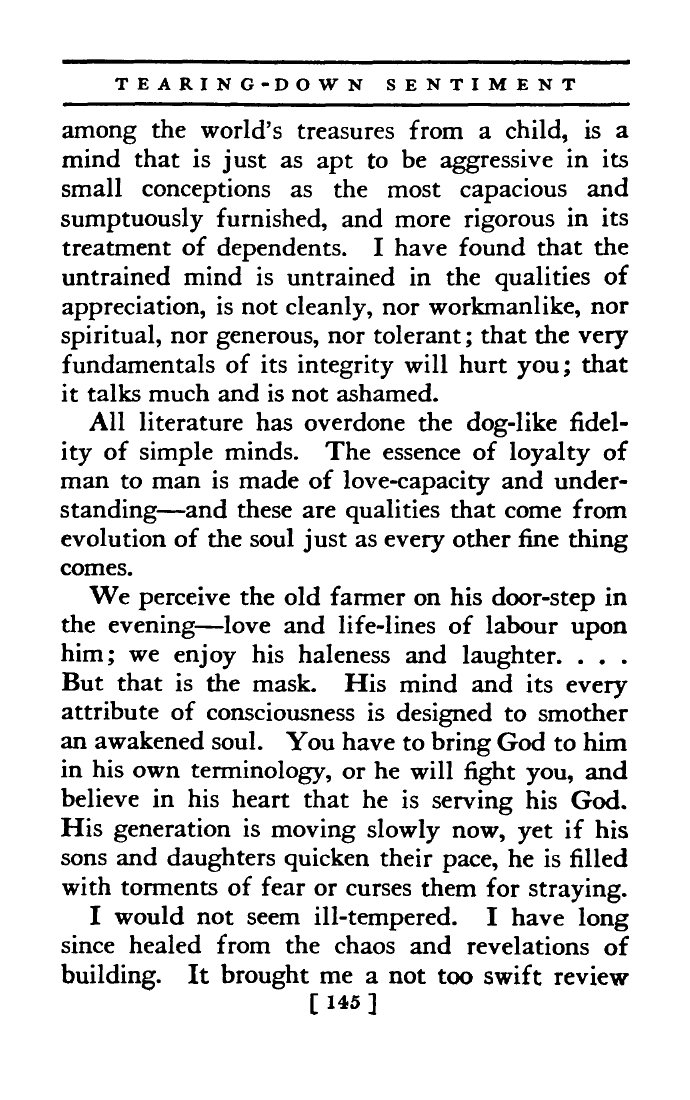 TEARING-DOWN SENTIMENT
among the world's treasures from a child, is a
mind that is just as apt to be aggressive in its
small conceptions as the most capacious and
sumptuously furnished, and more rigorous in its
treatment of dependents. I have found that the
untrained mind is untrained in the qualities of
appreciation, is not cleanly, nor workmanlike, nor
spiritual, nor generous, nor tolerant; that the very
fundamentals of its integrity will hurt you; that
it talks much and is not ashamed.
All literature has overdone the dog-like fidel-
ity of simple minds. The essence of loyalty of
man to man is made of love-capacity and under-
standing—and these are qualities that come from
evolution of the soul just as every other fine thing
comes.
We perceive the old farmer on his door-step in
the evening—love and life-lines of labour upon
him; we enjoy his haleness and laughter. . . .
But that is the mask. His mind and its every
attribute of consciousness is designed to smother
an awakened soul. You have to bring God to him
in his own terminology, or he will fight you, and
believe in his heart that he is serving his God.
His generation is moving slowly now, yet if his
sons and daughters quicken their pace, he is filled
with torments of fear or curses them for straying.
I would not seem ill-tempered. I have long
since healed from the chaos and revelations of
building. It brought me a not too swift review
[ 145 ]